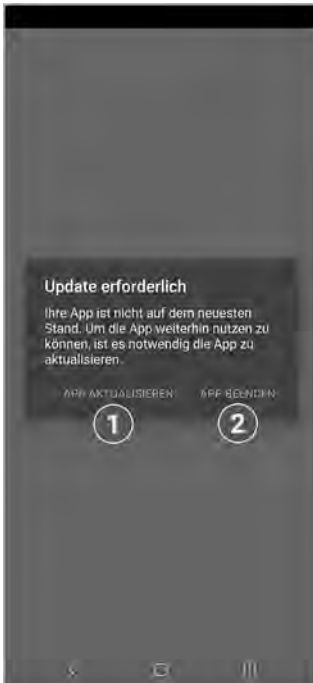 Update erforderlich
Ihre App ist nicht auf dem neuesten
Stand. Um die App weiterhin nutzen zu
können, ist es notwendig die App zu
aktualisieren.
APP AKTUALISIEREN APP BEENDEN
1 2